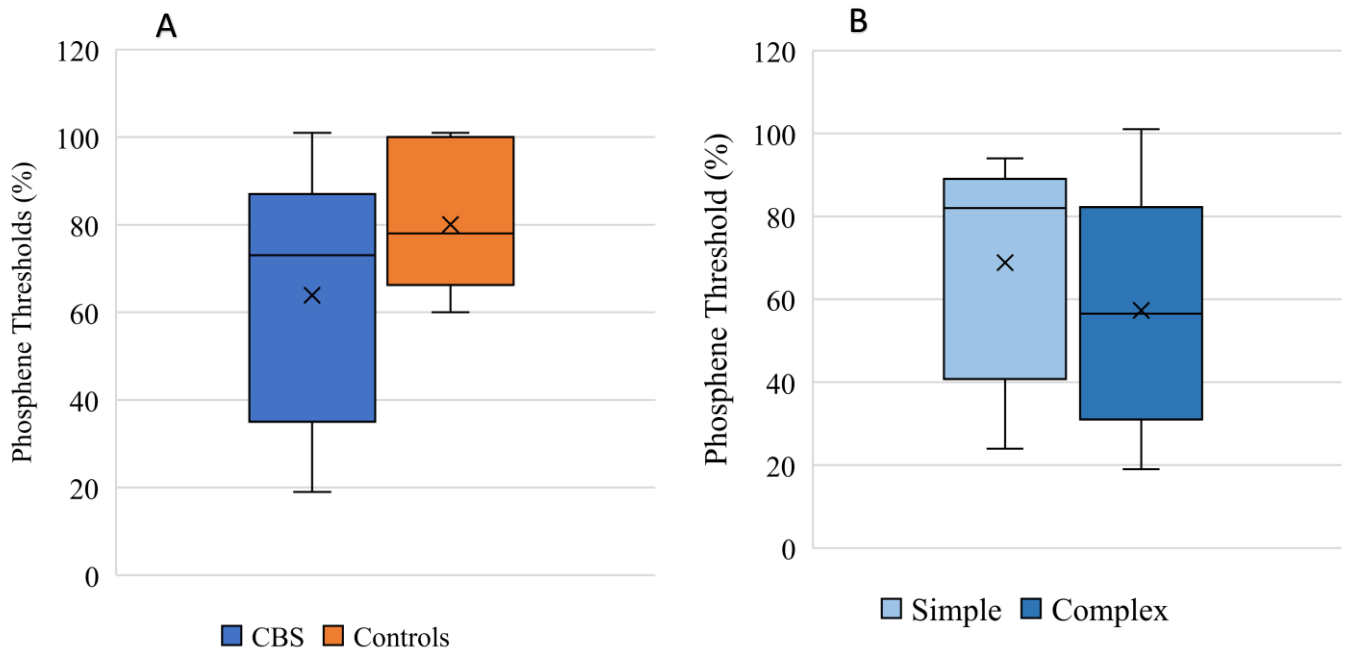 A
120
100
80
60
40
20
0
Phosphene Thresholds (%)
CBS Controls
B
120
100
80
60
40
20
0
Phosphene Threshold (%)
Simple Complex